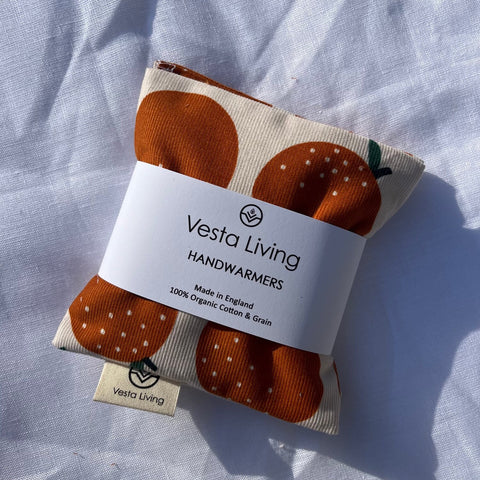 Vesta Living
HANDWARMERS
Made in England
100% Organic Cotton & Grain
Vesta Living